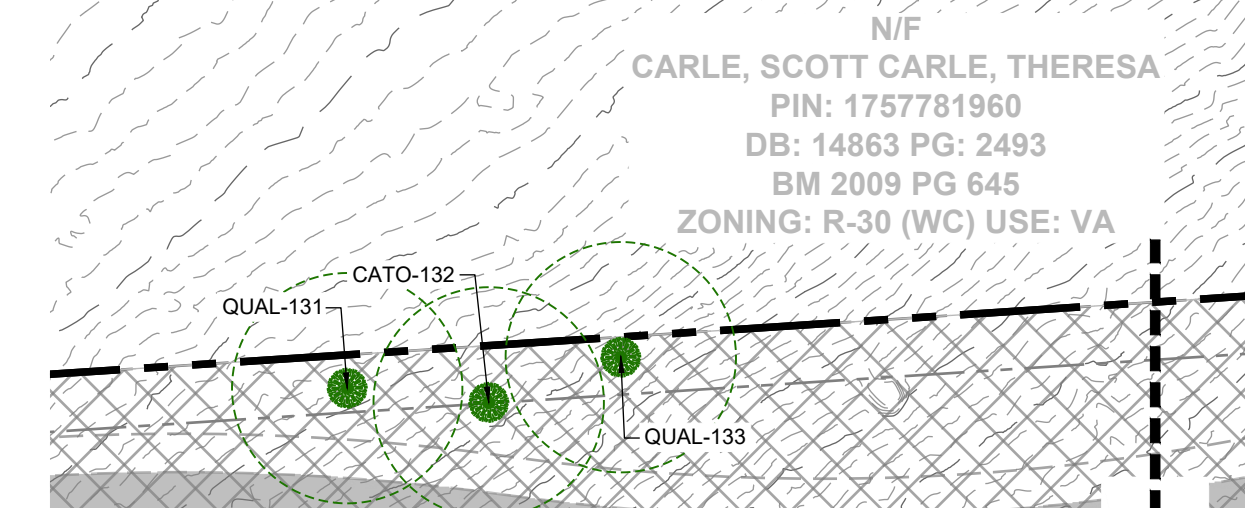 N/F
CARLE, SCOTT CARLE, THERESA
PIN: 1757781960
DB: 14863 PG: 2493
BM 2009 PG 645
ZONING: R-30 (WC) USE: VA
CATO-132
QUAL-131
QUAL-133